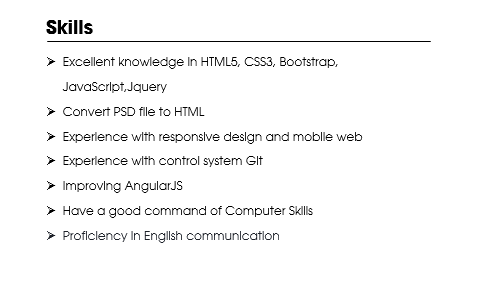 Skills
➢ Excellent knowledge in HTML5, CSS3, Bootstrap,
JavaScript,Jquery
➢ Convert PSD file to HTML
➢ Experience with responsive design and mobile web
➢ Experience with control system Git
➢ Improving AngularJS
➢ Have a good command of Computer Skills
➢ Proficiency in English communication